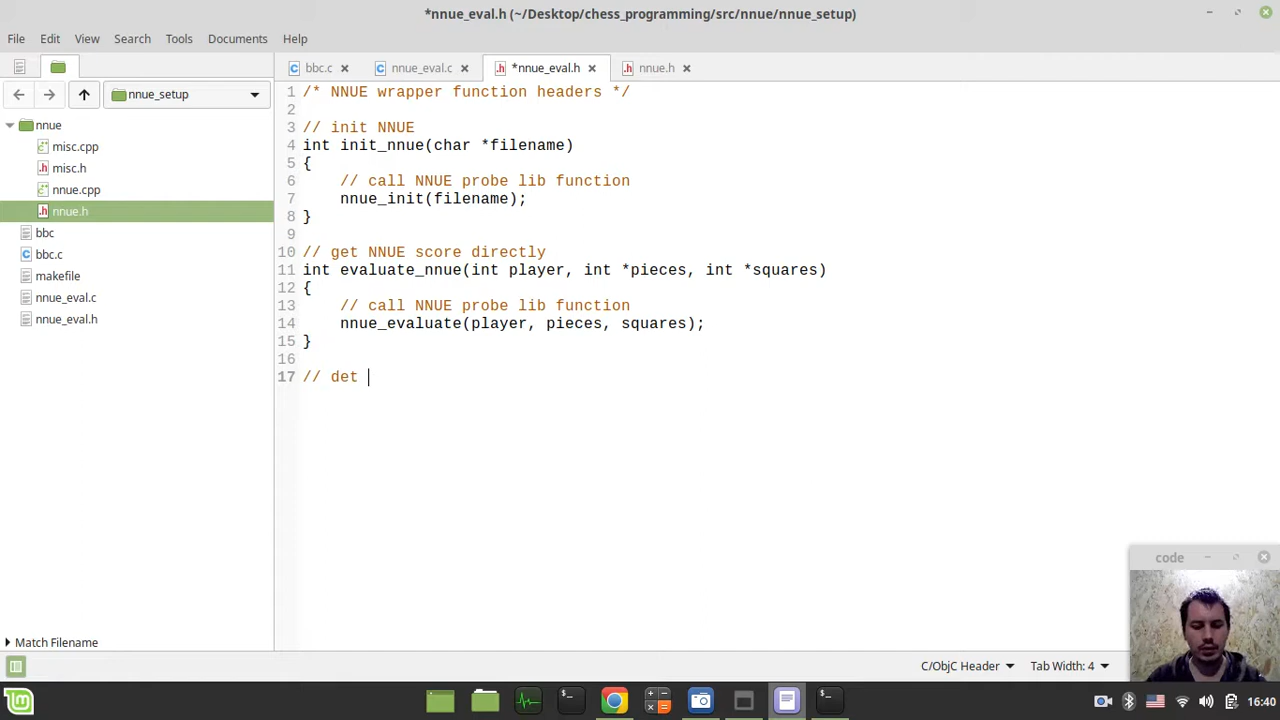 *nnue_eval.h (~/Desktop/chess_programming/src/nnue/nnue_setup)
File Edit View Search Tools Documents Help
bbc.c nnue_eval.c *nnue_eval.h nnue.h
nnue_setup
nnue
misc.cpp
misc.h
nnue.cpp
nnue.h
bbc
bbc.c
makefile
nnue_eval.c
nnue_eval.h
1 /* NNUE wrapper function headers */
2
3 // init NNUE
4 int init_nnue(char *filename)
5 {
6 // call NNUE probe lib function
7 nnue_init(filename);
8 }
9
10 // get NNUE score directly
11 int evaluate_nnue(int player, int *pieces, int *squares)
12 {
13 // call NNUE probe lib function
14 nnue_evaluate(player, pieces, squares);
15 }
16
17 // det
code
Match Filename
C/ObjC Header Tab Width: 4
16:40